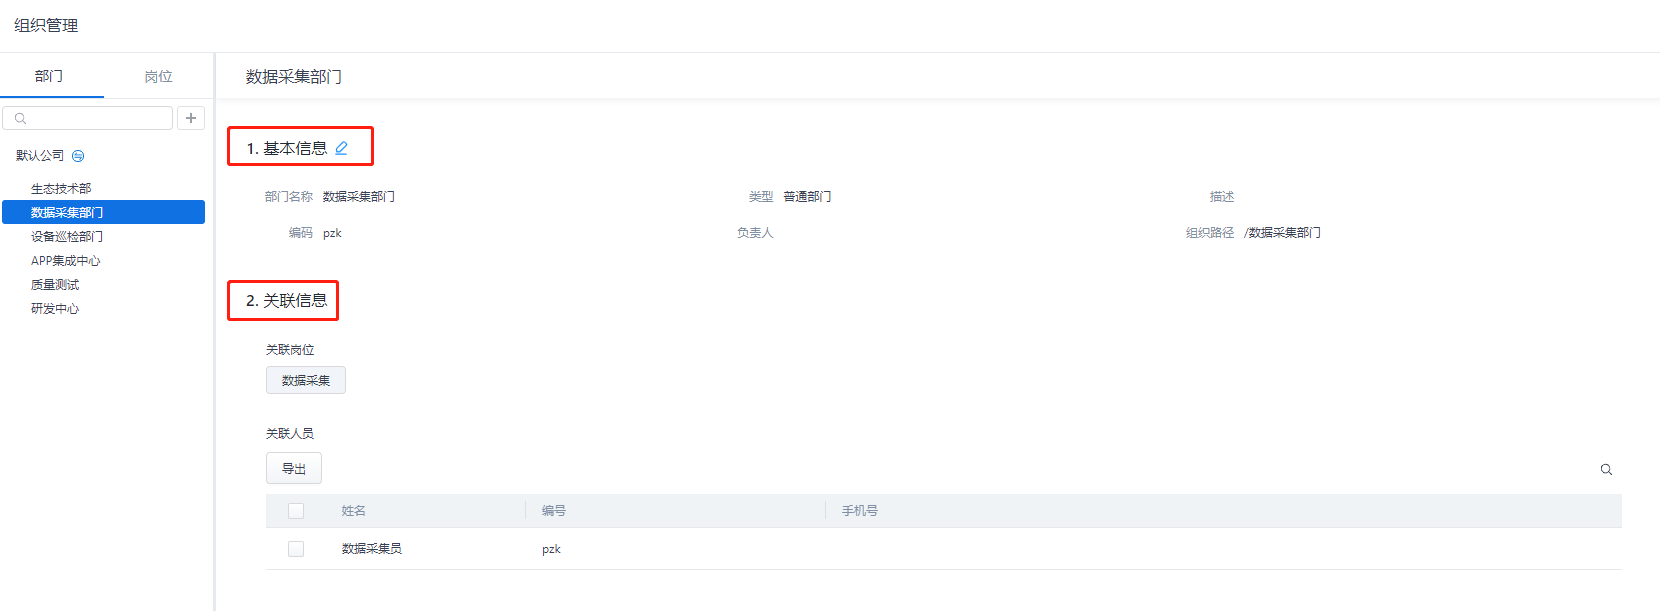 组织管理
部门 岗位
默认公司
生态技术部
数据采集部门
设备巡检部门
APP集成中心
质量测试
研发中心
数据采集部门
1. 基本信息
部门名称 数据采集部门 类型 普通部门 描述
编码 pzk 负责人 组织路径 /数据采集部门
2. 关联信息
关联岗位
数据采集
关联人员
导出
姓名 编号 手机号
数据采集员 pzk